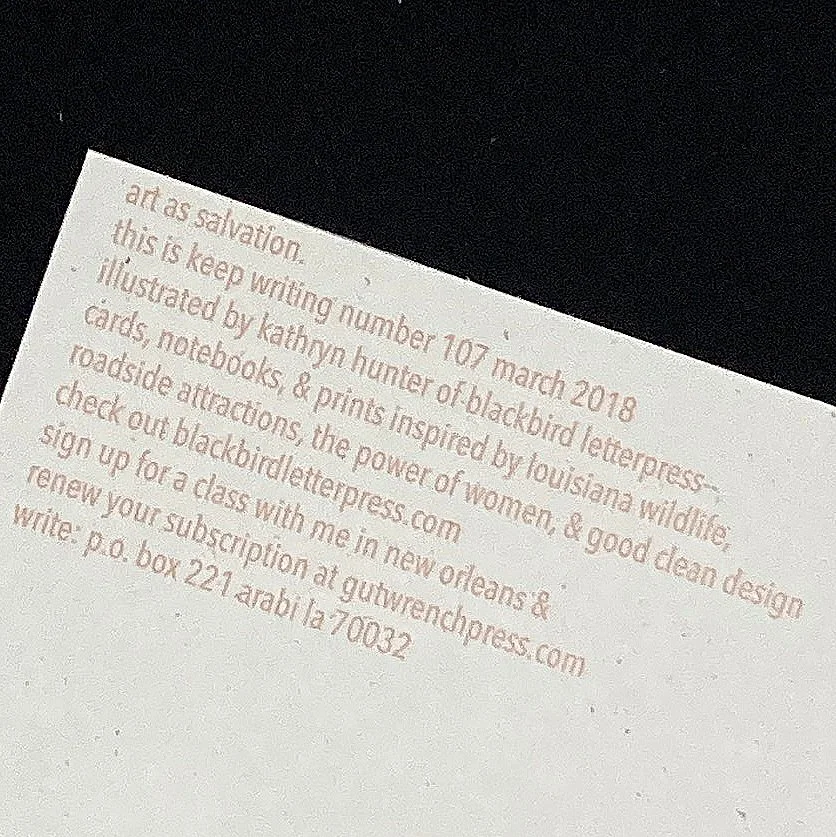 art as salvation.
this is keep writing number 107 march 2018
illustrated by kathryn hunter of blackbird letterpress--
cards, notebooks, & prints inspired by louisiana wildlife,
roadside attractions, the power of women, & good clean design
check out blackbirdletterpress.com
sign up for a class with me in new orleans &
renew your subscription at gutwrenchpress.com
write: p.o. box 221 arabi la 70032